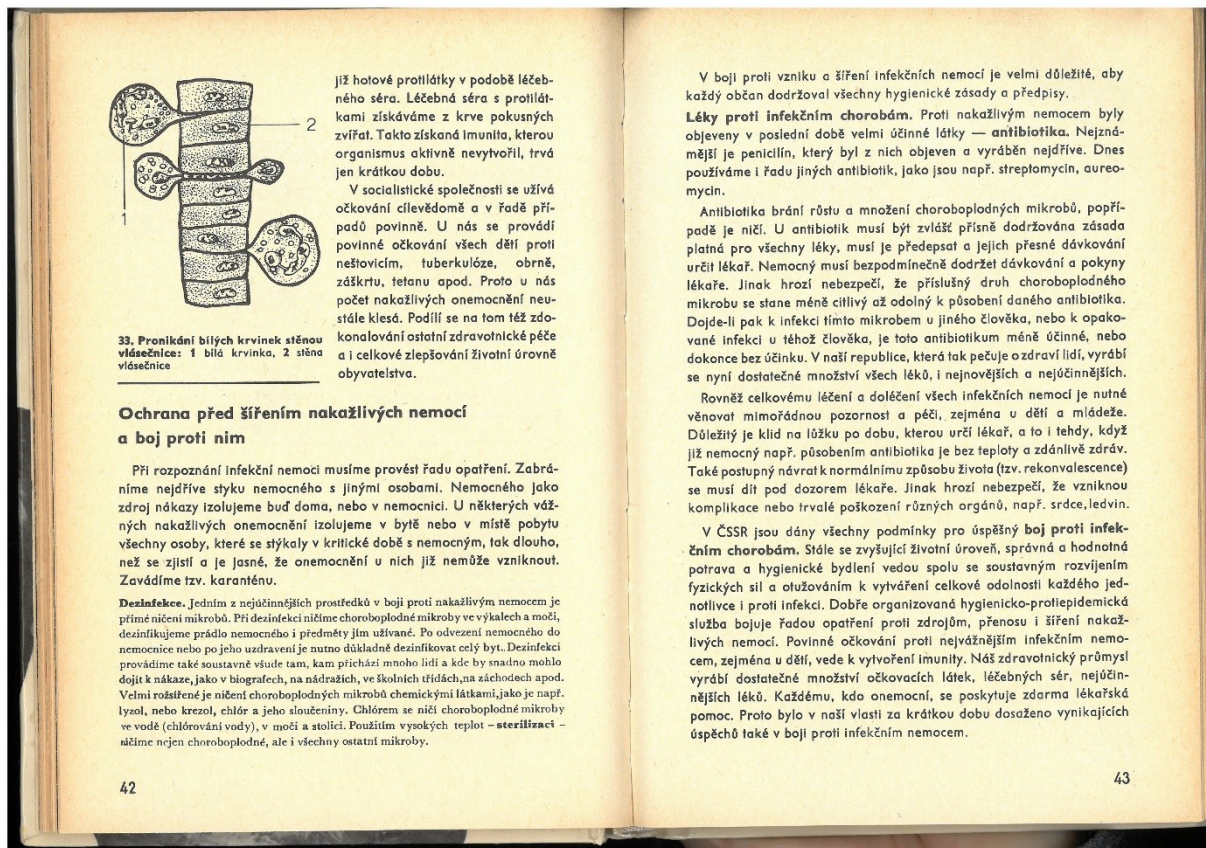 2
1
33. Pronikání bílých krvinek stěnou
vlásečnice: 1 bílá krvinka, 2 stěna
vlásečnice
již hotové protilátky v podobě léčeb-
ného séra. Léčebná séra s protilát-
kami získáváme z krve pokusných
zvířat. Takto získaná imunita, kterou
organismus aktivně nevytvořil, trvá
jen krátkou dobu.
V socialistické společnosti se užívá
očkování cílevědomě a v řadě pří-
padů povinně. U nás se provádí
povinné očkování všech dětí proti
neštovicím, tuberkulóze, obrně,
záškrtu, tetanu apod. Proto u nás
počet nakažlivých onemocnění neu-
stále klesá. Podílí se na tom též zdo-
konalování ostatní zdravotnické péče
a i celkové zlepšování životní úrovně
obyvatelstva.
Ochrana před šířením nakažlivých nemocí
a boj proti nim
Při rozpoznání infekční nemoci musíme provést řadu opatření. Zabrá-
níme nejdříve styku nemocného s jinými osobami. Nemocného jako
zdroj nákazy izolujeme buď doma, nebo v nemocnici. U některých váž-
ných nakažlivých onemocnění izolujeme v bytě nebo v místě pobytu
všechny osoby, které se stýkaly v kritické době s nemocným, tak dlouho,
než se zjistí a je jasné, že onemocnění u nich již nemůže vzniknout.
Zavádíme tzv. karanténu.
Dezinfekce. Jedním z nejúčinnějších prostředků v boji proti nakažlivým nemocem je
přímé ničení mikrobů. Při dezinfekci ničíme choroboplodné mikroby ve výkalech a moči,
dezinfikujeme prádlo nemocného i předměty jím užívané. Po odvezení nemocného do
nemocnice nebo po jeho uzdravení je nutno důkladně dezinfikovat celý byt. Dezinfekci
provádíme také soustavně všude tam, kam přichází mnoho lidí a kde by snadno mohlo
dojít k nákaze, jako v biografech, na nádražích, ve školních třídách, na záchodech apod.
Velmi rozšířené je ničení choroboplodných mikrobů chemickými látkami, jako je např.
lyzol, nebo krezol, chlór a jeho sloučeniny. Chlórem se ničí choroboplodné mikroby
ve vodě (chlórování vody), v moči a stolici. Použitím vysokých teplot – sterilizací –
ničíme nejen choroboplodné, ale i všechny ostatní mikroby.
42
V boji proti vzniku a šíření infekčních nemocí je velmi důležité, aby
každý občan dodržoval všechny hygienické zásady a předpisy.
Léky proti infekčním chorobám. Proti nakažlivým nemocem byly
objeveny v poslední době velmi účinné látky — antibiotika. Nejzná-
mější je penicilín, který byl z nich objeven a vyráběn nejdříve. Dnes
používáme i řadu jiných antibiotik, jako jsou např. streptomycin, aureo-
mycin.
Antibiotika brání růstu a množení choroboplodných mikrobů, popří-
padě je ničí. U antibiotik musí být zvlášť přísně dodržována zásada
platná pro všechny léky, musí je předepsat a jejich přesné dávkování
určit lékař. Nemocný musí bezpodmínečně dodržet dávkování a pokyny
lékaře. Jinak hrozí nebezpečí, že příslušný druh choroboplodného
mikrobu se stane méně citlivý až odolný k působení daného antibiotika.
Dojde-li pak k infekci tímto mikrobem u jiného člověka, nebo k opako-
vané infekci u téhož člověka, je toto antibiotikum méně účinné, nebo
dokonce bez účinku. V naší republice, která tak pečuje o zdraví lidí, vyrábí
se nyní dostatečné množství všech léků, i nejnovějších a nejúčinnějších.
Rovněž celkovému léčení a doléčení všech infekčních nemocí je nutné
věnovat mimořádnou pozornost a péči, zejména u dětí a mládeže.
Důležitý je klid na lůžku po dobu, kterou určí lékař, a to i tehdy, když
již nemocný např. působením antibiotika je bez teploty a zdánlivě zdráv.
Také postupný návrat k normálnímu způsobu života (tzv. rekonvalescence)
se musí dít pod dozorem lékaře. Jinak hrozí nebezpečí, že vzniknou
komplikace nebo trvalé poškození různých orgánů, např. srdce, ledvin.
V ČSSR jsou dány všechny podmínky pro úspěšný boj proti infek-
čním chorobám. Stále se zvyšující životní úroveň, správná a hodnotná
potrava a hygienické bydlení vedou spolu se soustavným rozvíjením
fyzických sil a otužováním k vytváření celkové odolnosti každého jed-
notlivce i proti infekci. Dobře organizovaná hygienicko-protiepidemická
služba bojuje řadou opatření proti zdrojům, přenosu i šíření nakaž-
livých nemocí. Povinné očkování proti nejvážnějším infekčním nemo-
cem, zejména u dětí, vede k vytvoření imunity. Náš zdravotnický průmysl
vyrábí dostatečné množství očkovacích látek, léčebných sér, nejúčin-
nějších léků. Každému, kdo onemocní, se poskytuje zdarma lékařská
pomoc. Proto bylo v naší vlasti za krátkou dobu dosaženo vynikajících
úspěchů také v boji proti infekčním nemocem.
43